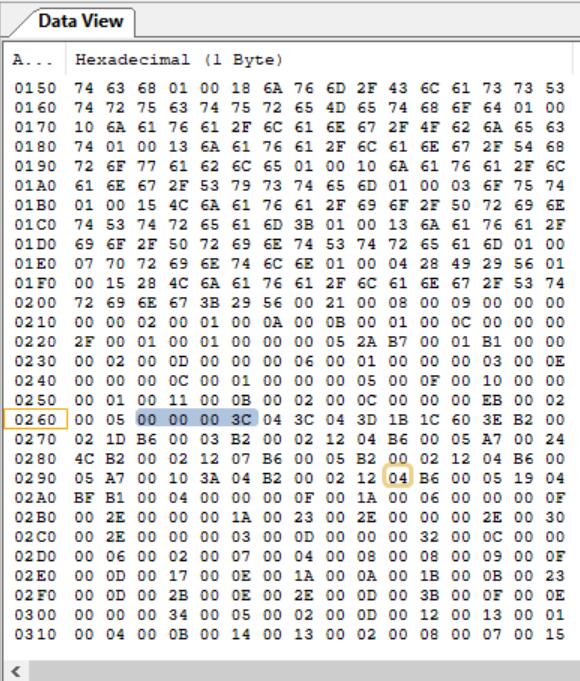 Data View
A... Hexadecimal (1 Byte)
0150 74 63 68 01 00 18 6A 76 6D 2F 43 6C 61 73 73 53
0160 74 72 75 63 74 75 72 65 4D 65 74 68 6F 64 01 00
0170 10 6A 61 76 61 2F 6C 61 6E 67 2F 4F 62 6A 65 63
0180 74 01 00 13 6A 61 76 61 2F 6C 61 6E 67 2F 54 68
0190 72 6F 77 61 62 6C 65 01 00 10 6A 61 76 61 2F 6C
01A0 61 6E 67 2F 53 79 73 74 65 6D 01 00 03 6F 75 74
01B0 01 00 15 4C 6A 61 76 61 2F 69 6F 2F 50 72 69 6E
01C0 74 53 74 72 65 61 6D 3B 01 00 13 6A 61 76 61 2F
01D0 69 6F 2F 50 72 69 6E 74 53 74 72 65 61 6D 01 00
01E0 07 70 72 69 6E 74 6C 6E 01 00 04 28 49 29 56 01
01F0 00 15 28 4C 6A 61 76 61 2F 6C 61 6E 67 2F 53 74
0200 72 69 6E 67 3B 29 56 00 21 00 08 00 09 00 00 00
0210 00 00 02 00 01 00 0A 00 0B 00 01 00 0C 00 00 00
0220 2F 00 01 00 01 00 00 00 05 2A B7 00 01 B1 00 00
0230 00 02 00 0D 00 00 00 06 00 01 00 00 00 03 00 0E
0240 00 00 00 0C 00 01 00 00 00 05 00 0F 00 10 00 00
0250 00 01 00 11 00 0B 00 02 00 0C 00 00 00 EB 00 02
0260 00 05 00 00 00 3C 04 3C 04 3D 1B 1C 60 3E B2 00
0270 02 1D B6 00 03 B2 00 02 12 04 B6 00 05 A7 00 24
0280 4C B2 00 02 12 07 B6 00 05 B2 00 02 12 04 B6 00
0290 05 A7 00 10 3A 04 B2 00 02 12 04 B6 00 05 19 04
02A0 BF B1 00 04 00 00 00 0F 00 1A 00 06 00 00 00 0F
02B0 00 2E 00 00 00 1A 00 23 00 2E 00 00 00 2E 00 30
02C0 00 2E 00 00 00 03 00 0D 00 00 00 32 00 0C 00 00
02D0 00 06 00 02 00 07 00 04 00 08 00 08 00 09 00 0F
02E0 00 0D 00 17 00 0E 00 1A 00 0A 00 1B 00 0B 00 23
02F0 00 0D 00 2B 00 0E 00 2E 00 0D 00 3B 00 0F 00 0E
0300 00 00 00 34 00 05 00 02 00 0D 00 12 00 13 00 01
0310 00 04 00 0B 00 14 00 13 00 02 00 08 00 07 00 15